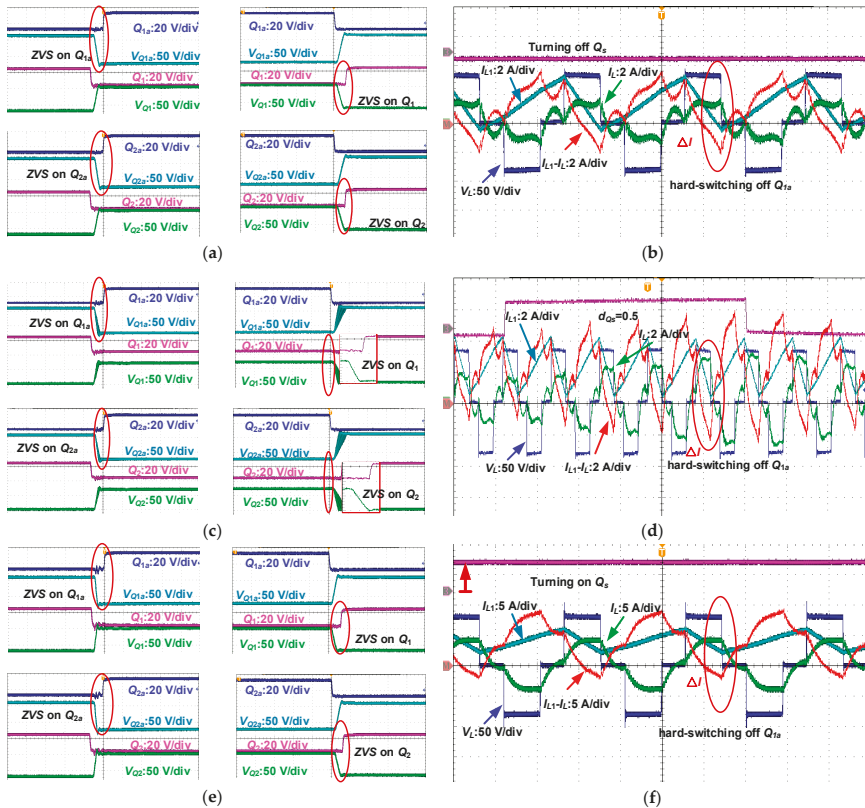 Q1a:20 V/div
ZVS on Q1a
VQ1a:50 V/div
Q1:20 V/div
VQ1:50 V/div
Q2a:20 V/div
ZVS on Q2a
VQ2a:50 V/div
Q2:20 V/div
VQ2:50 V/div
Q1a:20 V/div
VQ1a:50 V/div
Q1:20 V/div
VQ1:50 V/div
ZVS on Q1
Q2a:20 V/div
VQ2a:50 V/div
Q2:20 V/div
VQ2:50 V/div
ZVS on Q2
(a)
T
Turning off Qs
IL1:2 A/div
IL:2 A/div
ΔI
IL1-IL:2 A/div
VL:50 V/div
hard-switching off Q1a
(b)
Q1a:20 V/div
ZVS on Q1a
VQ1a:50 V/div
Q1:20 V/div
VQ1:50 V/div
Q2a:20 V/div
ZVS on Q2a
VQ2a:50 V/div
Q2:20 V/div
VQ2:50 V/div
Q1a:20 V/div
VQ1a:50 V/div
Q1:20 V/div
ZVS on Q1
VQ1:50 V/div
Q2a:20 V/div
VQ2a:50 V/div
Q2:20 V/div
ZVS on Q2
VQ2:50 V/div
(c)
T
IL1:2 A/div
dQs=0.5
IL:2 A/div
ΔI
VL:50 V/div
IL1-IL:2 A/div
hard-switching off Q1a
(d)
Q1a:20 V/div
ZVS on Q1a
VQ1a:50 V/div
Q1:20 V/div
VQ1:50 V/div
Q2a:20 V/div
ZVS on Q2a
VQ2a:50 V/div
Q2:20 V/div
VQ2:50 V/div
Q1a:20 V/div
VQ1a:50 V/div
Q1:20 V/div
VQ1:50 V/div
ZVS on Q1
Q2a:20 V/div
VQ2a:50 V/div
Q2:20 V/div
ZVS on Q2
VQ2:50 V/div
(e)
T
Turning on Qs
IL1:5 A/div
IL:5 A/div
ΔI
IL1-IL:5 A/div
VL:50 V/div
hard-switching off Q1a
(f)